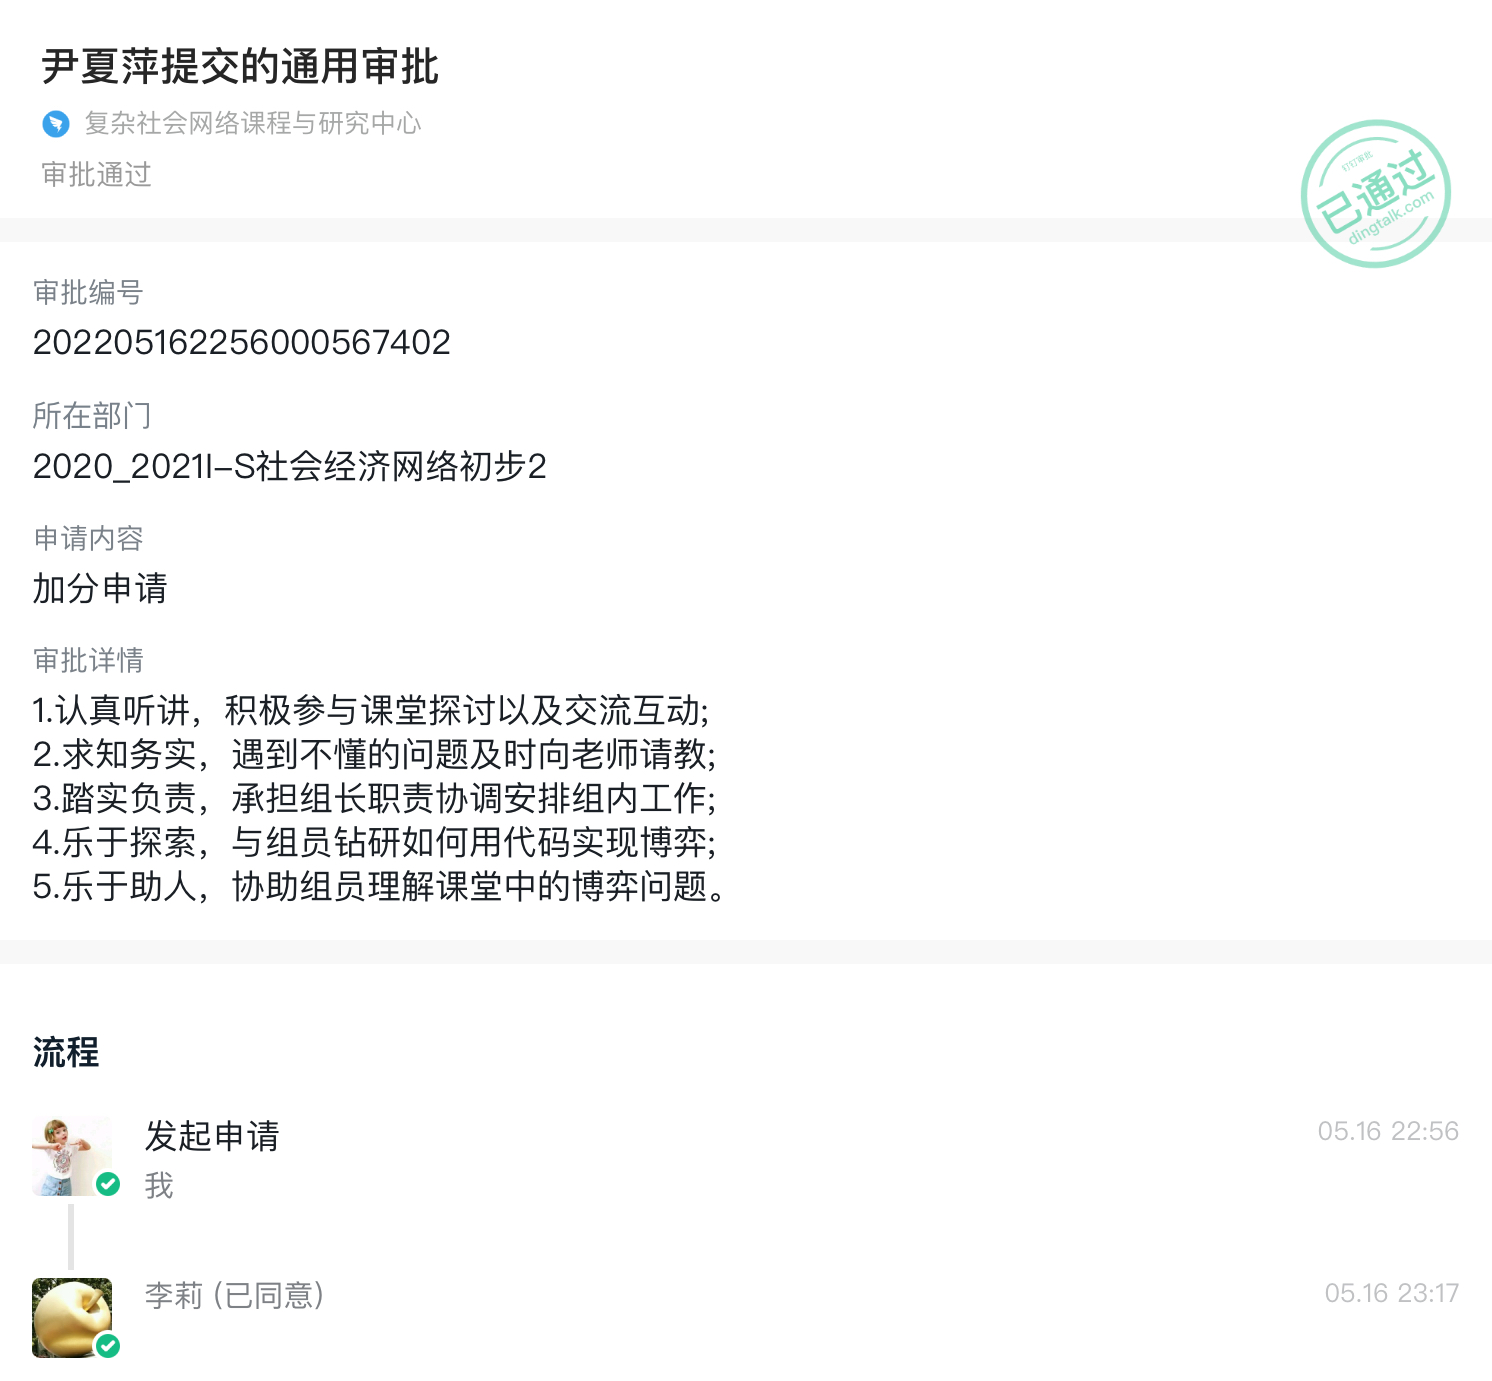 尹夏萍提交的通用审批
复杂社会网络课程与研究中心
审批通过
钉钉审批
已通过
dingtalk.com
审批编号
202205162256000567402
所在部门
2020_2021I-S社会经济网络初步2
申请内容
加分申请
审批详情
1.认真听讲，积极参与课堂探讨以及交流互动;
2.求知务实，遇到不懂的问题及时向老师请教;
3.踏实负责，承担组长职责协调安排组内工作;
4.乐于探索，与组员钻研如何用代码实现博弈;
5.乐于助人，协助组员理解课堂中的博弈问题。
流程
发起申请
05.16 22:56
我
李莉 (已同意)
05.16 23:17